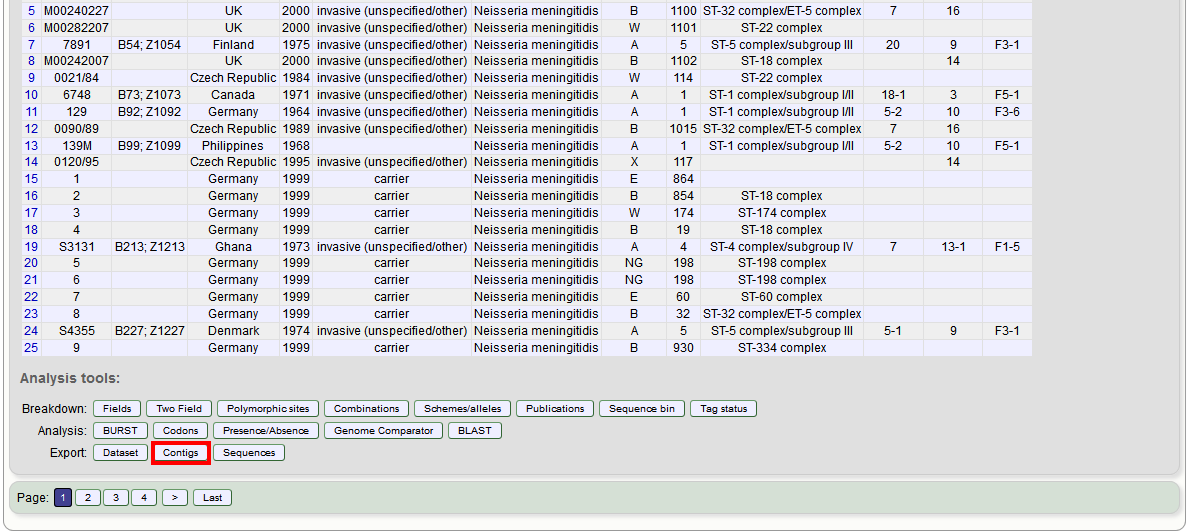 5 M00240227 UK 2000 invasive (unspecified/other) Neisseria meningitidis B 1100 ST-32 complex/ET-5 complex 7 16
6 M00282207 UK 2000 invasive (unspecified/other) Neisseria meningitidis W 1101 ST-22 complex
7 7891 B54; Z1054 Finland 1975 invasive (unspecified/other) Neisseria meningitidis A 5 ST-5 complex/subgroup III 20 9 F3-1
8 M00242007 UK 2000 invasive (unspecified/other) Neisseria meningitidis B 1102 ST-18 complex 14
9 0021/84 Czech Republic 1984 invasive (unspecified/other) Neisseria meningitidis W 114 ST-22 complex
10 6748 B73; Z1073 Canada 1971 invasive (unspecified/other) Neisseria meningitidis A 1 ST-1 complex/subgroup I/II 18-1 3 F5-1
11 129 B92; Z1092 Germany 1964 invasive (unspecified/other) Neisseria meningitidis A 1 ST-1 complex/subgroup I/II 5-2 10 F3-6
12 0090/89 Czech Republic 1989 invasive (unspecified/other) Neisseria meningitidis B 1015 ST-32 complex/ET-5 complex 7 16
13 139M B99; Z1099 Philippines 1968 Neisseria meningitidis A 1 ST-1 complex/subgroup I/II 5-2 10 F5-1
14 0120/95 Czech Republic 1995 invasive (unspecified/other) Neisseria meningitidis X 117 14
15 1 Germany 1999 carrier Neisseria meningitidis E 864
16 2 Germany 1999 carrier Neisseria meningitidis B 854 ST-18 complex
17 3 Germany 1999 carrier Neisseria meningitidis W 174 ST-174 complex
18 4 Germany 1999 carrier Neisseria meningitidis B 19 ST-18 complex
19 S3131 B213; Z1213 Ghana 1973 invasive (unspecified/other) Neisseria meningitidis A 4 ST-4 complex/subgroup IV 7 13-1 F1-5
20 5 Germany 1999 carrier Neisseria meningitidis NG 198 ST-198 complex
21 6 Germany 1999 carrier Neisseria meningitidis NG 198 ST-198 complex
22 7 Germany 1999 carrier Neisseria meningitidis E 60 ST-60 complex
23 8 Germany 1999 carrier Neisseria meningitidis B 32 ST-32 complex/ET-5 complex
24 S4355 B227; Z1227 Denmark 1974 invasive (unspecified/other) Neisseria meningitidis A 5 ST-5 complex/subgroup III 5-1 9 F3-1
25 9 Germany 1999 carrier Neisseria meningitidis B 930 ST-334 complex
Analysis tools:
Breakdown: Fields Two Field Polymorphic sites Combinations Schemes/alleles Publications Sequence bin Tag status
Analysis: BURST Codons Presence/Absence Genome Comparator BLAST
Export: Dataset Contigs Sequences
Page: 1 2 3 4 > Last